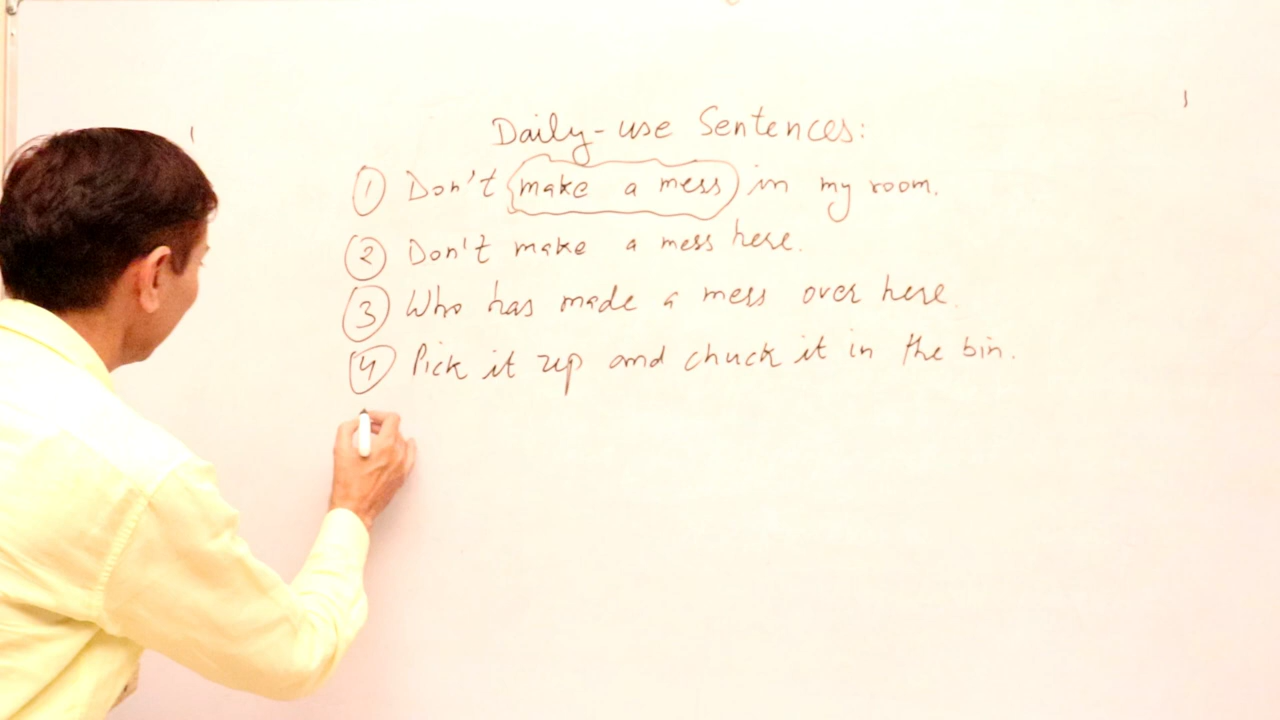 Daily-use Sentences:
① Don't make a mess in my room.
② Don't make a mess here.
③ Who has made a mess over here.
④ Pick it up and chuck it in the bin.